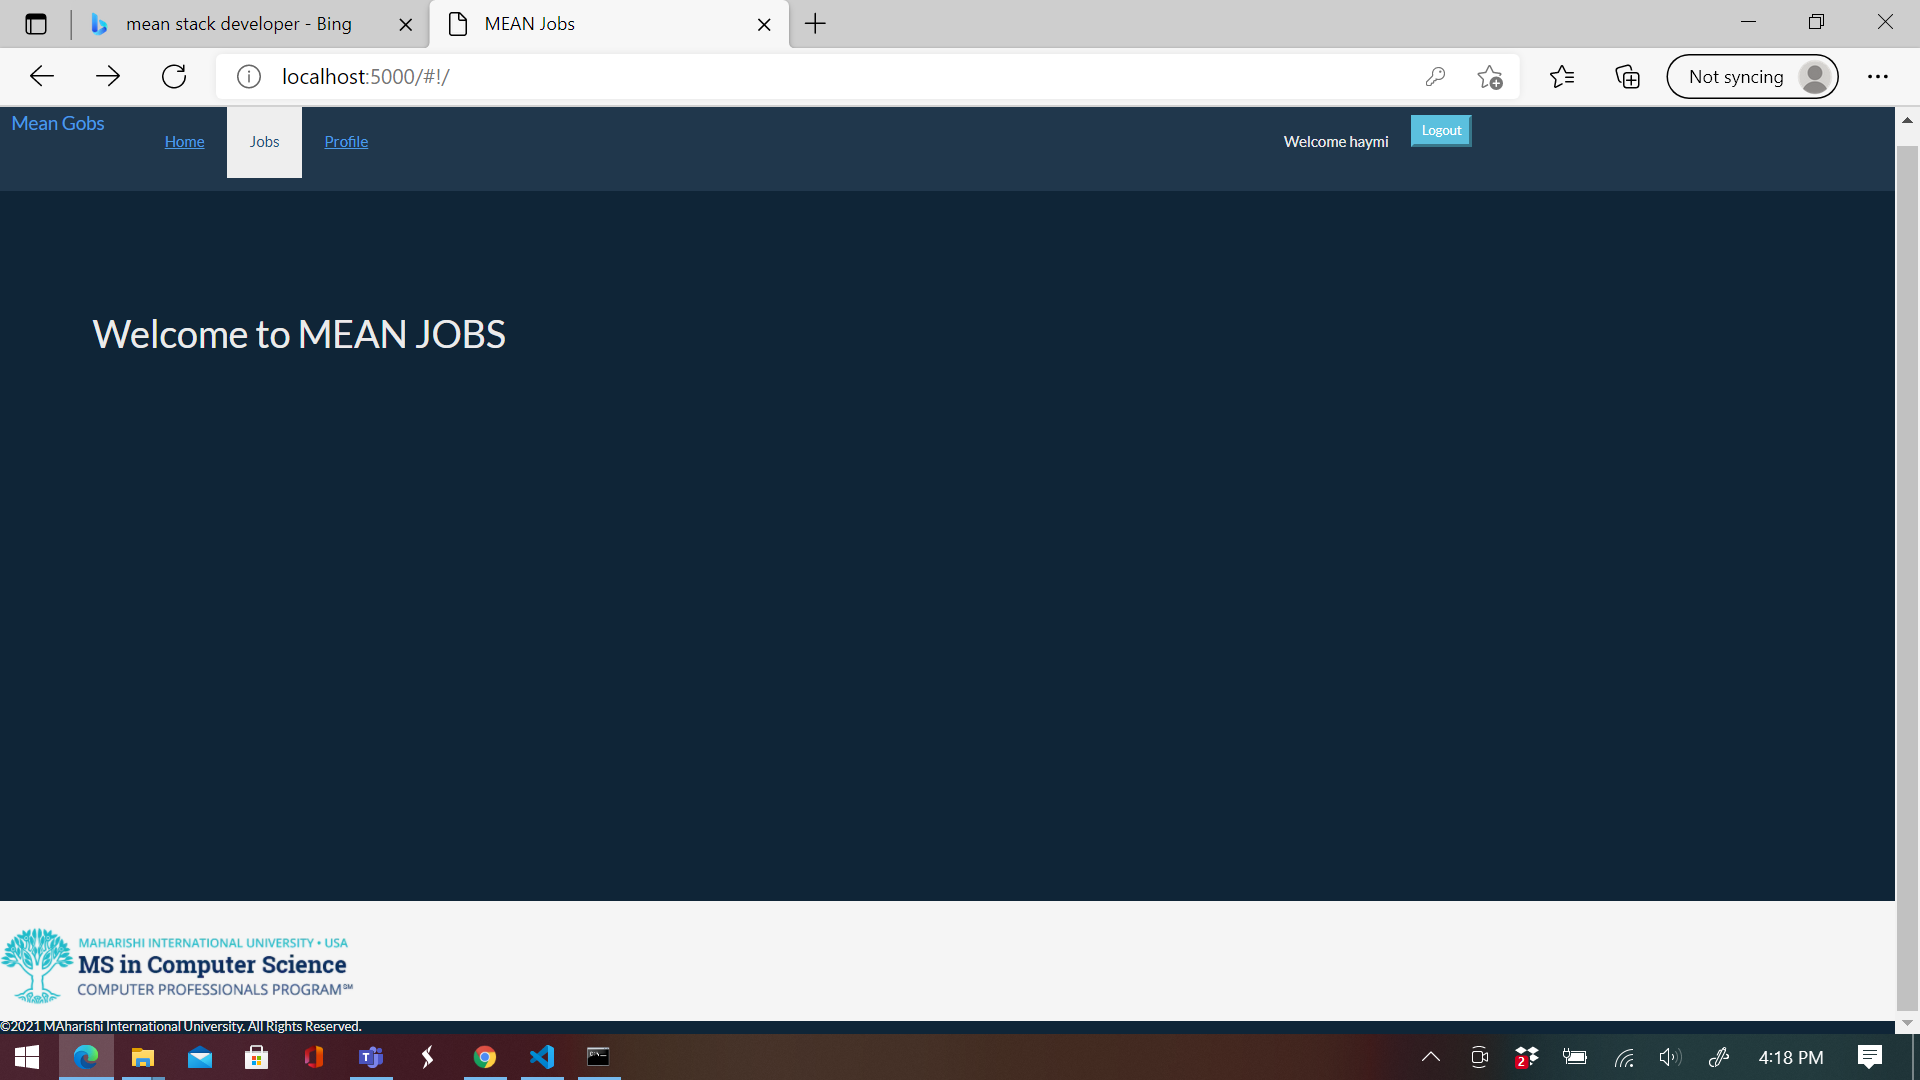 mean stack developer - Bing
MEAN Jobs
localhost:5000/#!/
Not syncing
Mean Gobs
Home
Jobs
Profile
Welcome haymi
Logout
Welcome to MEAN JOBS
MAHARISHI INTERNATIONAL UNIVERSITY • USA
MS in Computer Science
COMPUTER PROFESSIONALS PROGRAM℠
©2021 MAharishi International University. All Rights Reserved.
2
4:18 PM